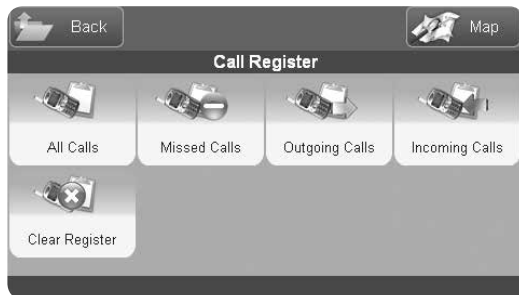 Back Map
Call Register
All Calls Missed Calls Outgoing Calls Incoming Calls
Clear Register